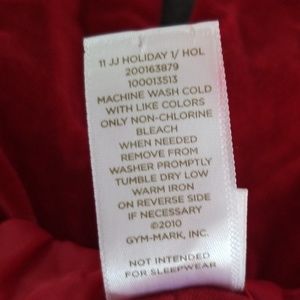 11 JJ HOLIDAY 1/ HOL
200163879
100013513
MACHINE WASH COLD
WITH LIKE COLORS
ONLY NON-CHLORINE
BLEACH
WHEN NEEDED
REMOVE FROM
WASHER PROMPTLY
TUMBLE DRY LOW
WARM IRON
ON REVERSE SIDE
IF NECESSARY
©2010
GYM-MARK, INC.
NOT INTENDED
FOR SLEEPWEAR